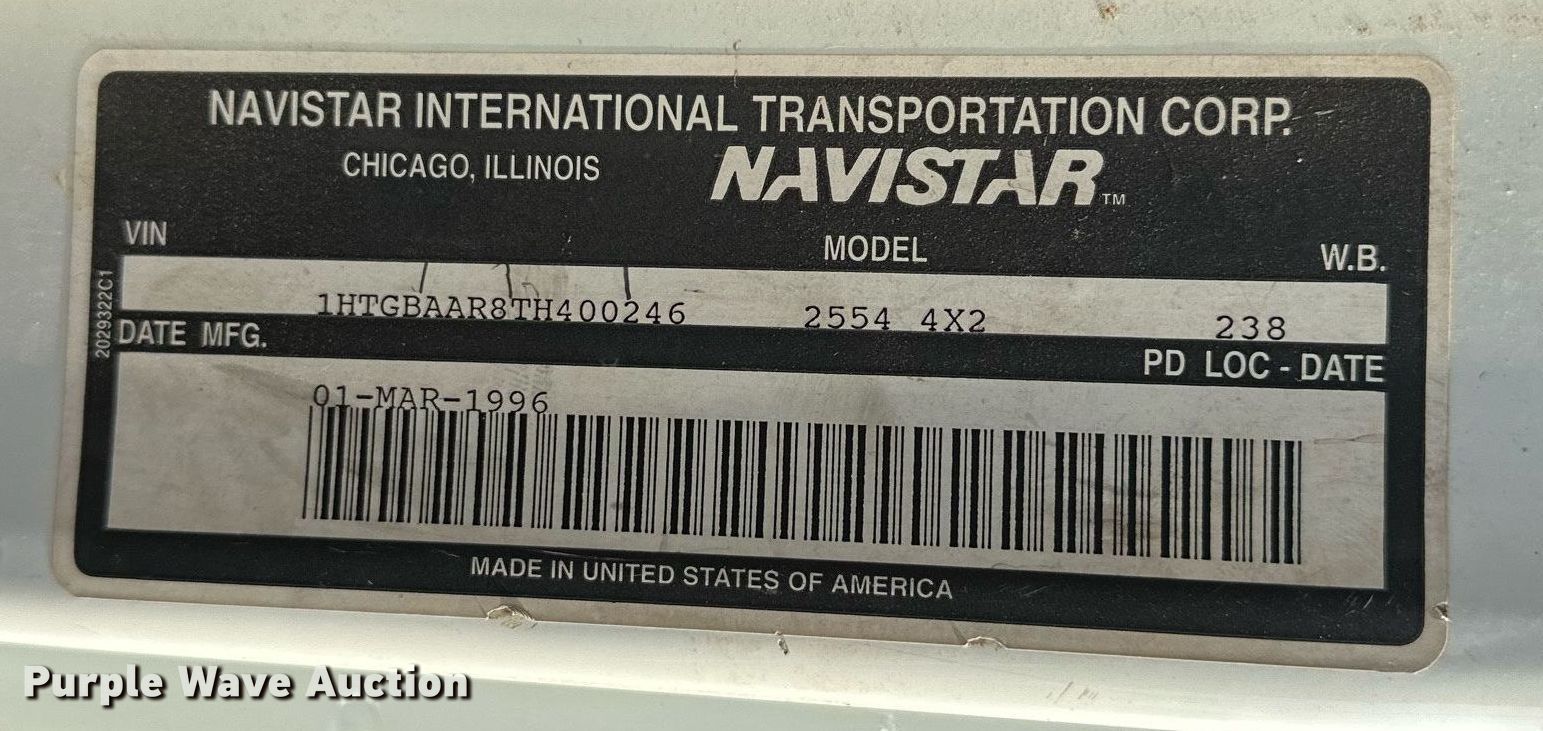 NAVISTAR INTERNATIONAL TRANSPORTATION CORP.
CHICAGO, ILLINOIS NAVISTAR™
VIN MODEL W.B.
1HTGBAAR8TH400246 2554 4X2 238
2029322C1
DATE MFG. PD LOC - DATE
01-MAR-1996
MADE IN UNITED STATES OF AMERICA
Purple Wave Auction